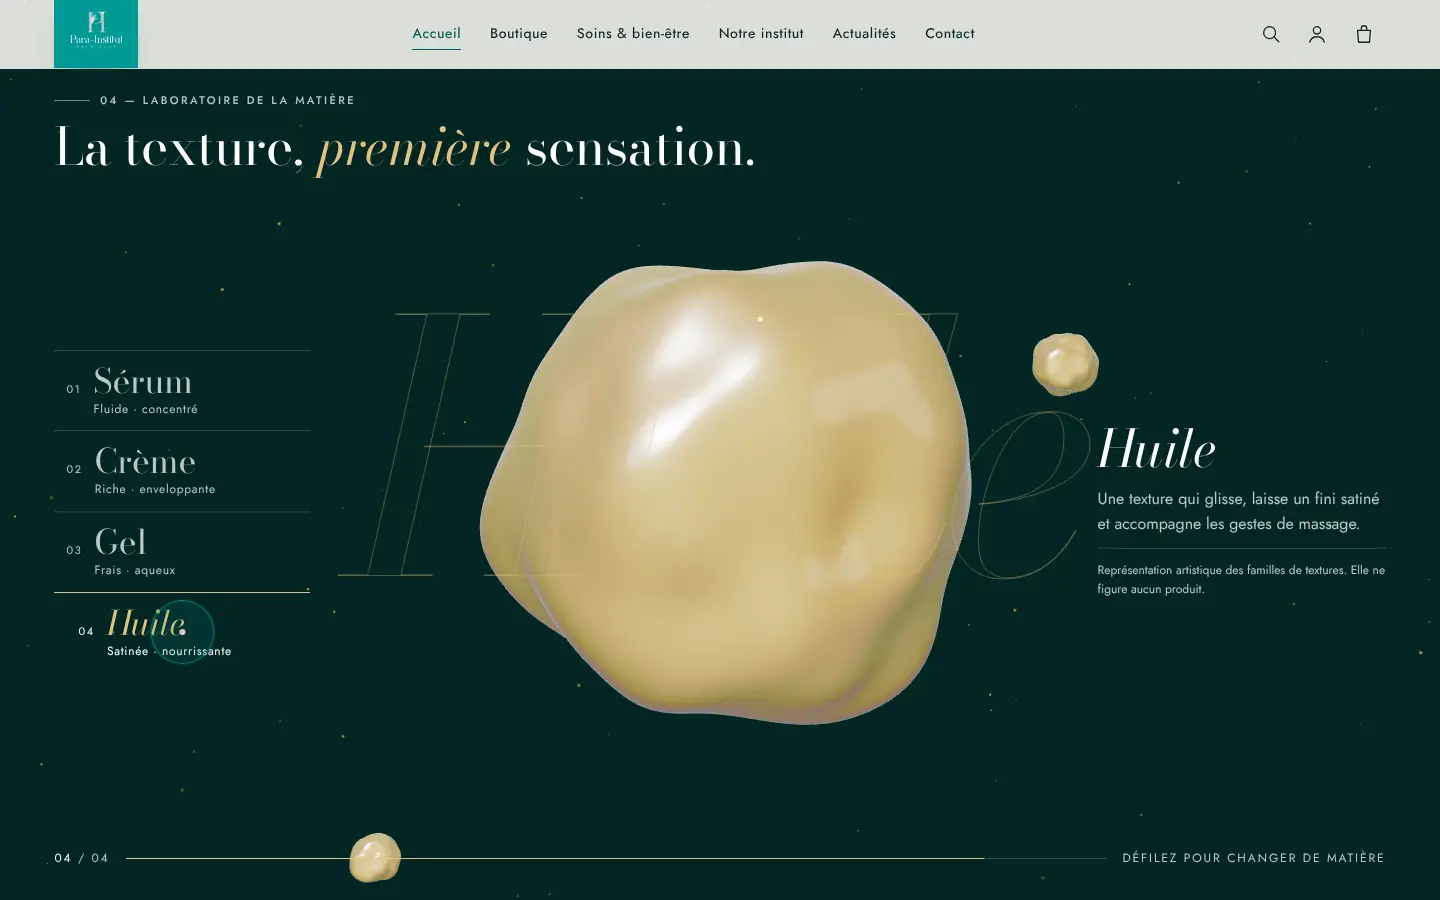 Para-Institut
Accueil
Boutique
Soins & bien-être
Notre institut
Actualités
Contact
04 — LABORATOIRE DE LA MATIÈRE
La texture, première sensation.
01 Sérum
Fluide · concentré
02 Crème
Riche · enveloppante
03 Gel
Frais · aqueux
04 Huile
Satinée · nourrissante
Huile
Une texture qui glisse, laisse un fini satiné
et accompagne les gestes de massage.
Représentation artistique des familles de textures. Elle ne
figure aucun produit.
04 / 04
DÉFILEZ POUR CHANGER DE MATIÈRE